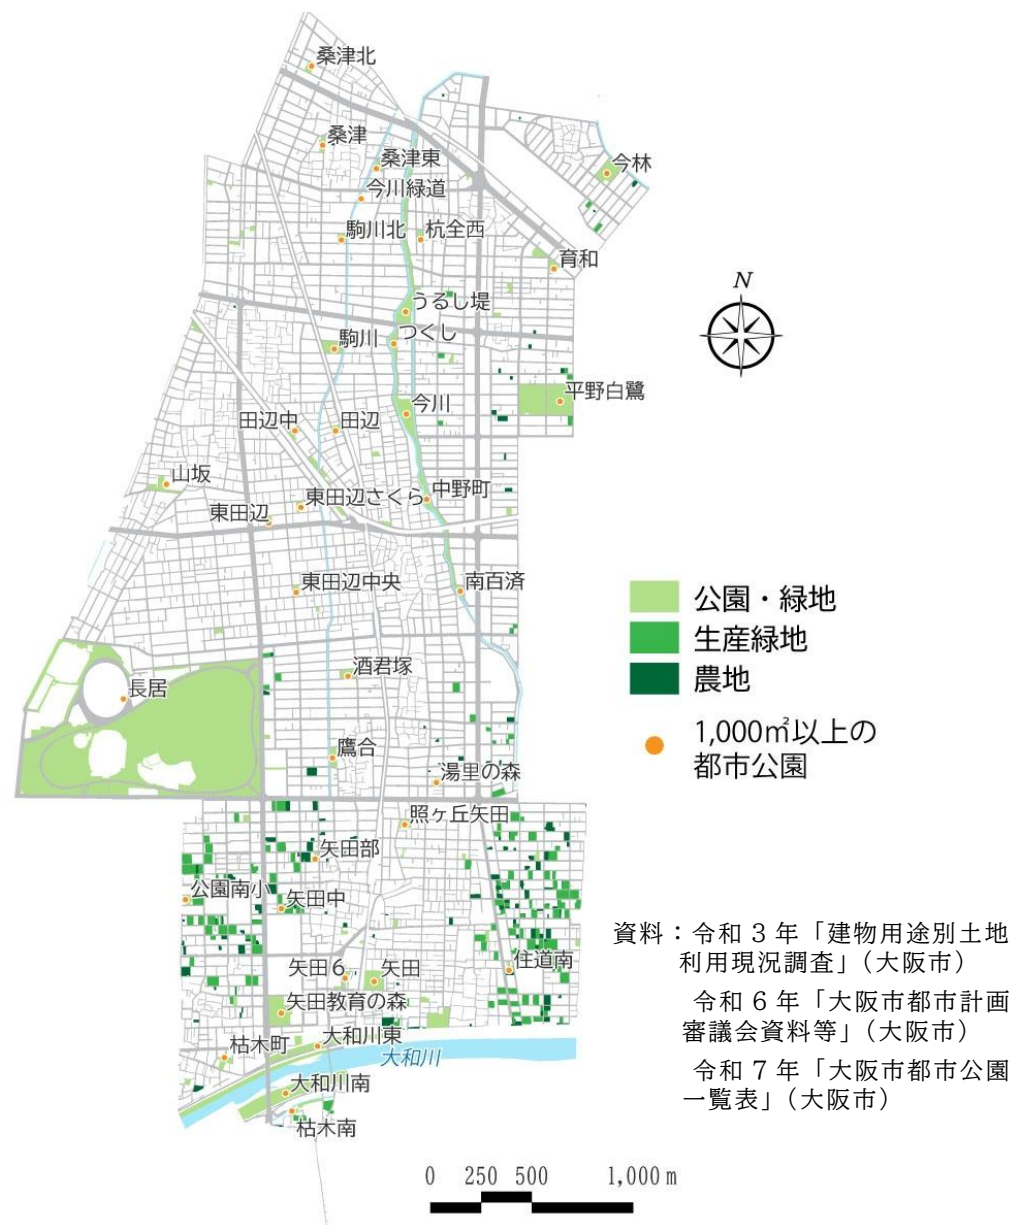 桑津北
桑津
桑津東
今林
今川緑道
駒川北
杭全西
育和
N
うるし堤
駒川
つくし
平野白鷺
今川
田辺中
田辺
山坂
東田辺さくら
中野町
東田辺
東田辺中央
南百済
公園・緑地
生産緑地
農地
1,000㎡以上の
都市公園
酒君塚
長居
鷹合
湯里の森
照ヶ丘矢田
矢田部
公園南小
矢田中
住道南
矢田6
矢田
矢田教育の森
枯木町
大和川東
大和川
大和川南
枯木南
資料：令和3年「建物用途別土地
利用現況調査」（大阪市）
令和6年「大阪市都市計画
審議会資料等」（大阪市）
令和7年「大阪市都市公園
一覧表」（大阪市）
0 250 500 1,000 m